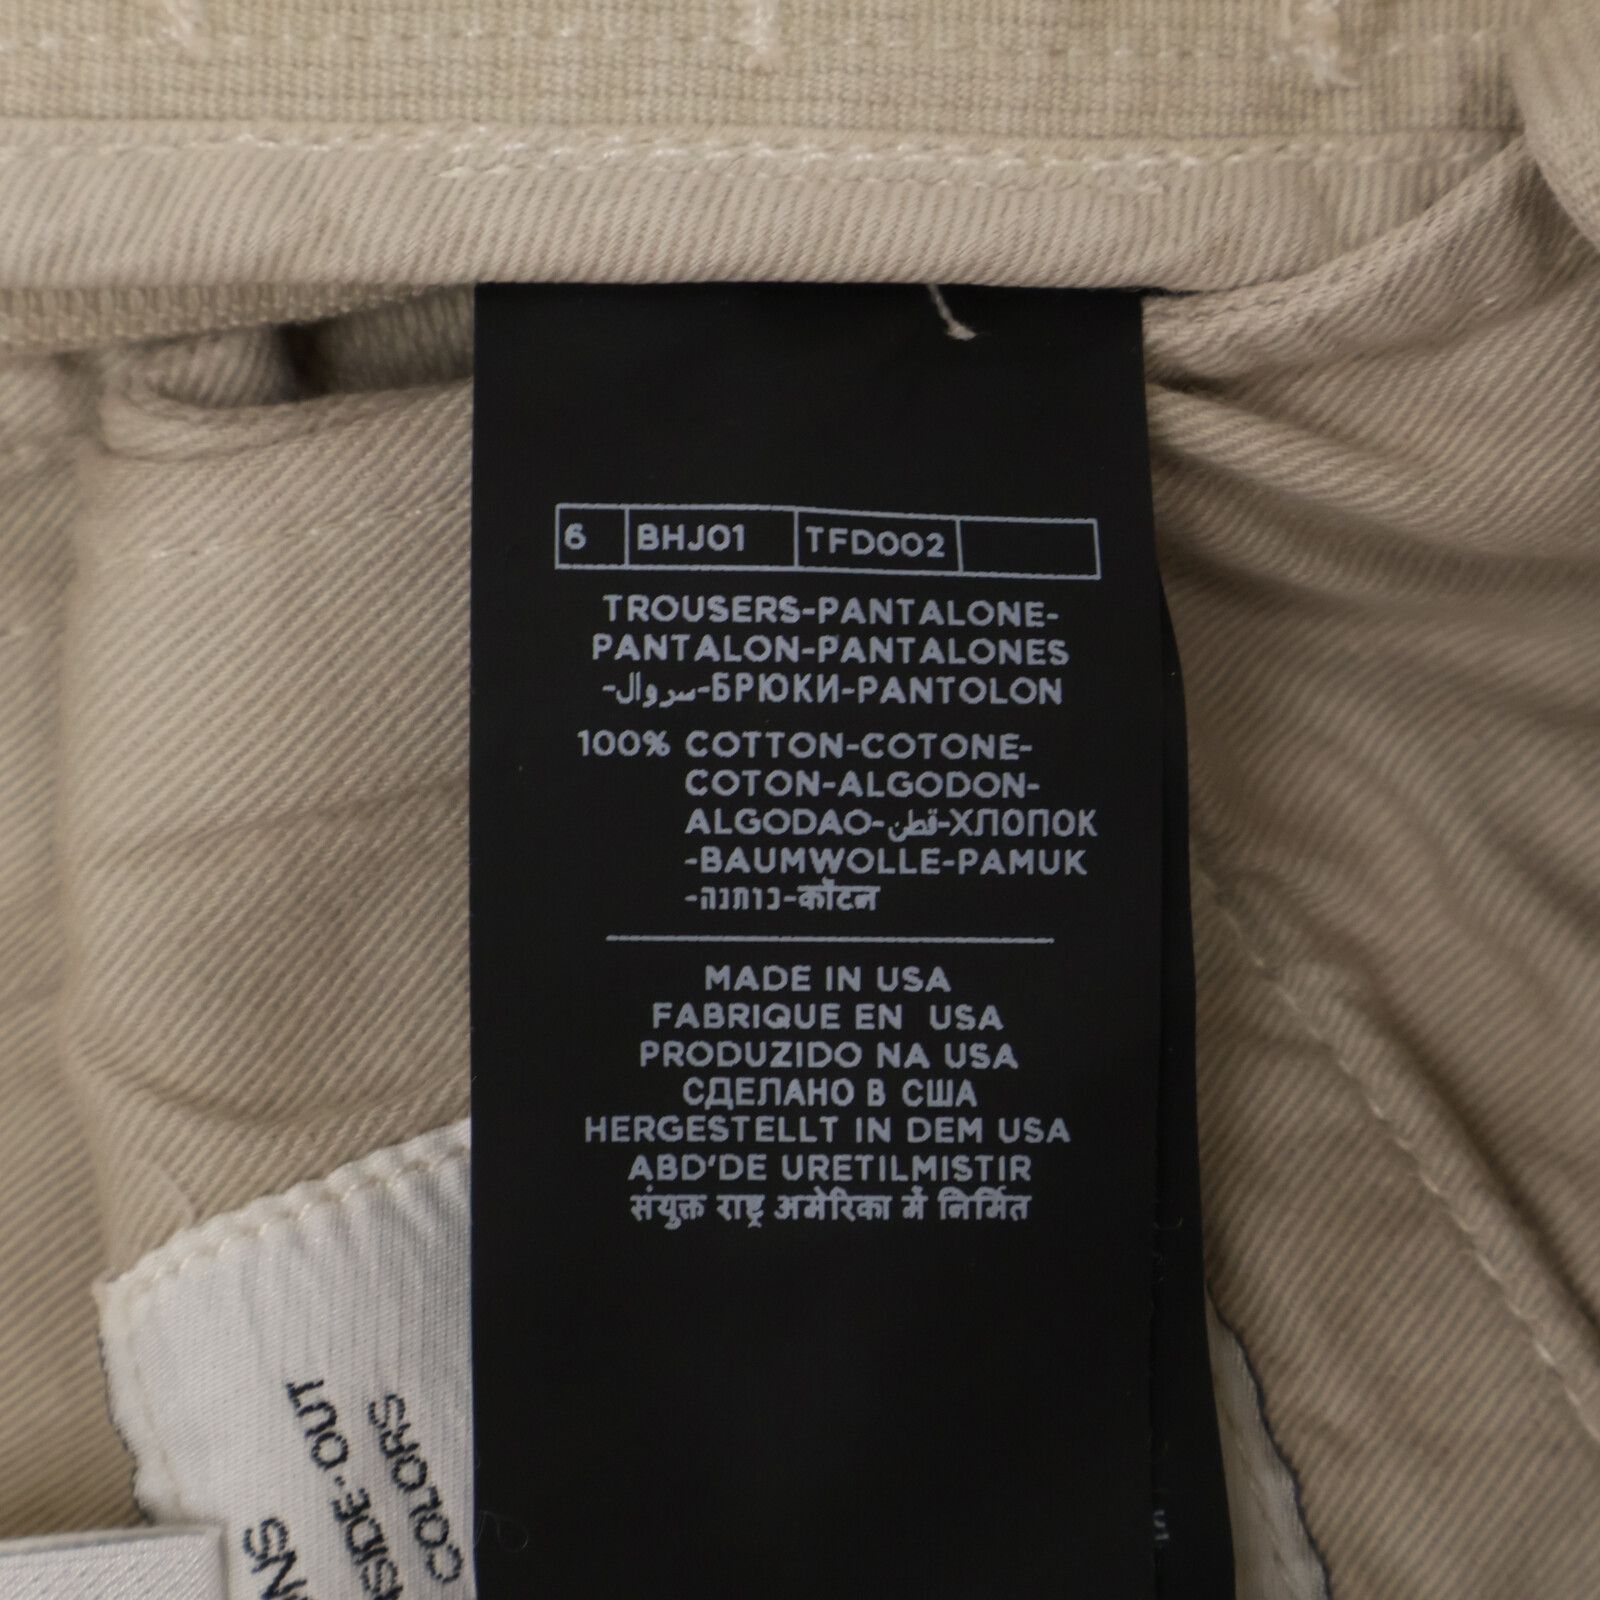 6 BHJ01 TFD002
TROUSERS-PANTALONE-
PANTALON-PANTALONES
-سروال-БРЮКИ-PANTOLON
100% COTTON-COTONE-
COTON-ALGODON-
ALGODAO-قطن-ХЛОПОК
-BAUMWOLLE-PAMUK
-כותנה-कॉटन
MADE IN USA
FABRIQUE EN USA
PRODUZIDO NA USA
СДЕЛАНО В США
HERGESTELLT IN DEM USA
ABD'DE URETILMISTIR
संयुक्त राष्ट्र अमेरिका में निर्मित
COLORS